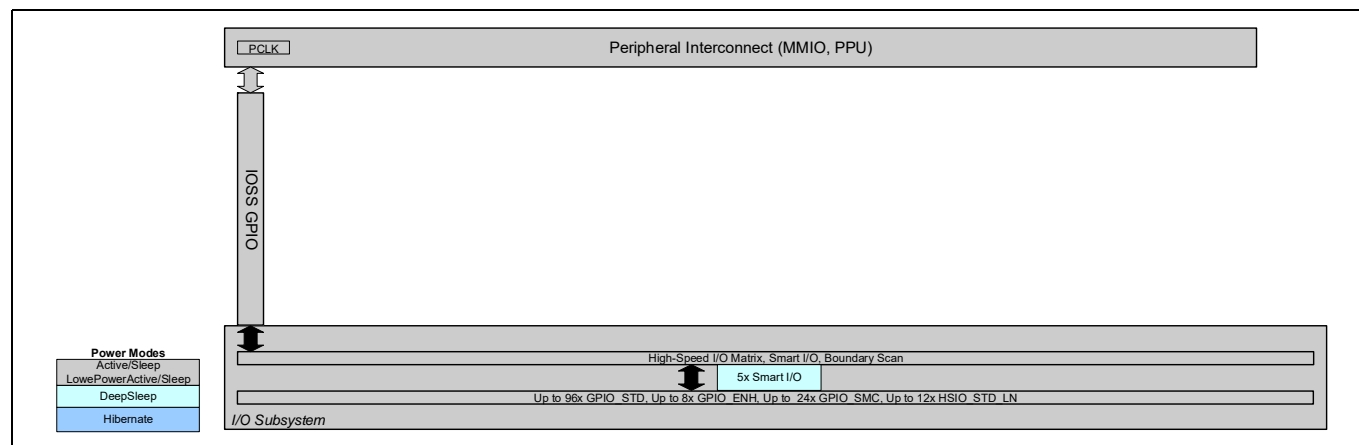 PCLK
Peripheral Interconnect (MMIO, PPU)
IOSS GPIO
High-Speed I/O Matrix, Smart I/O, Boundary Scan
5x Smart I/O
Up to 96x GPIO_STD, Up to 8x GPIO_ENH, Up to 24x GPIO_SMC, Up to 12x HSIO_STD_LN
I/O Subsystem
Power Modes
Active/Sleep
LowePowerActive/Sleep
DeepSleep
Hibernate